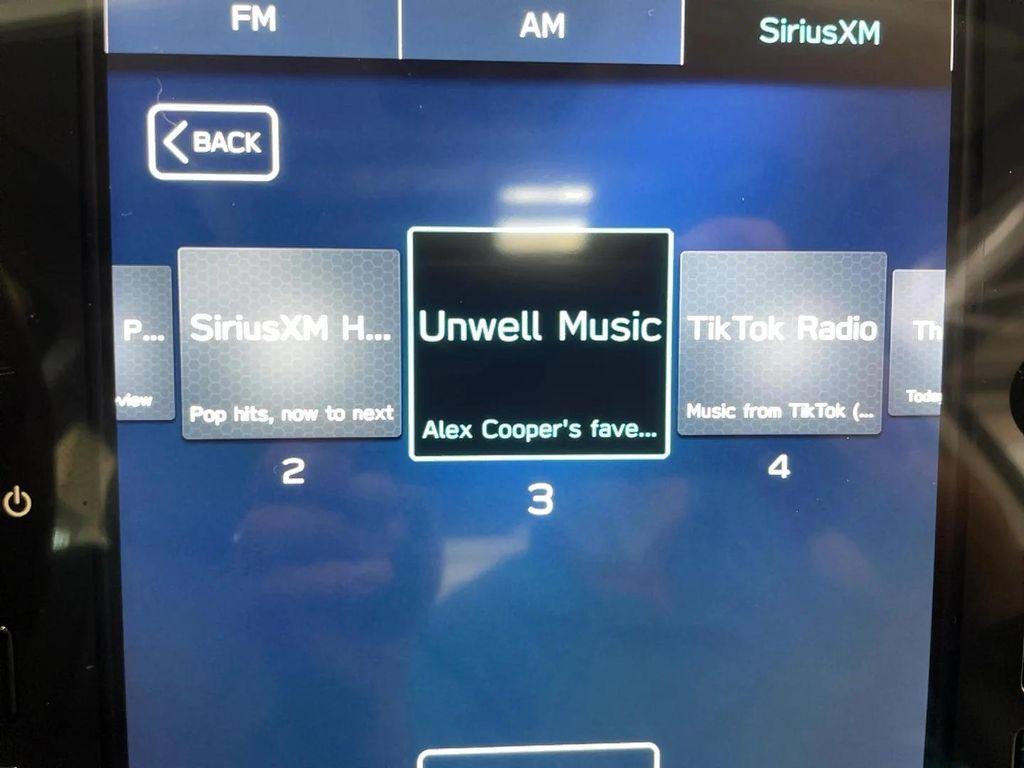 FM
AM
SiriusXM
BACK
P...
view
SiriusXM H...
Pop hits, now to next
2
Unwell Music
Alex Cooper's fave...
3
TikTok Radio
Music from TikTok (...
4
Th
Toda